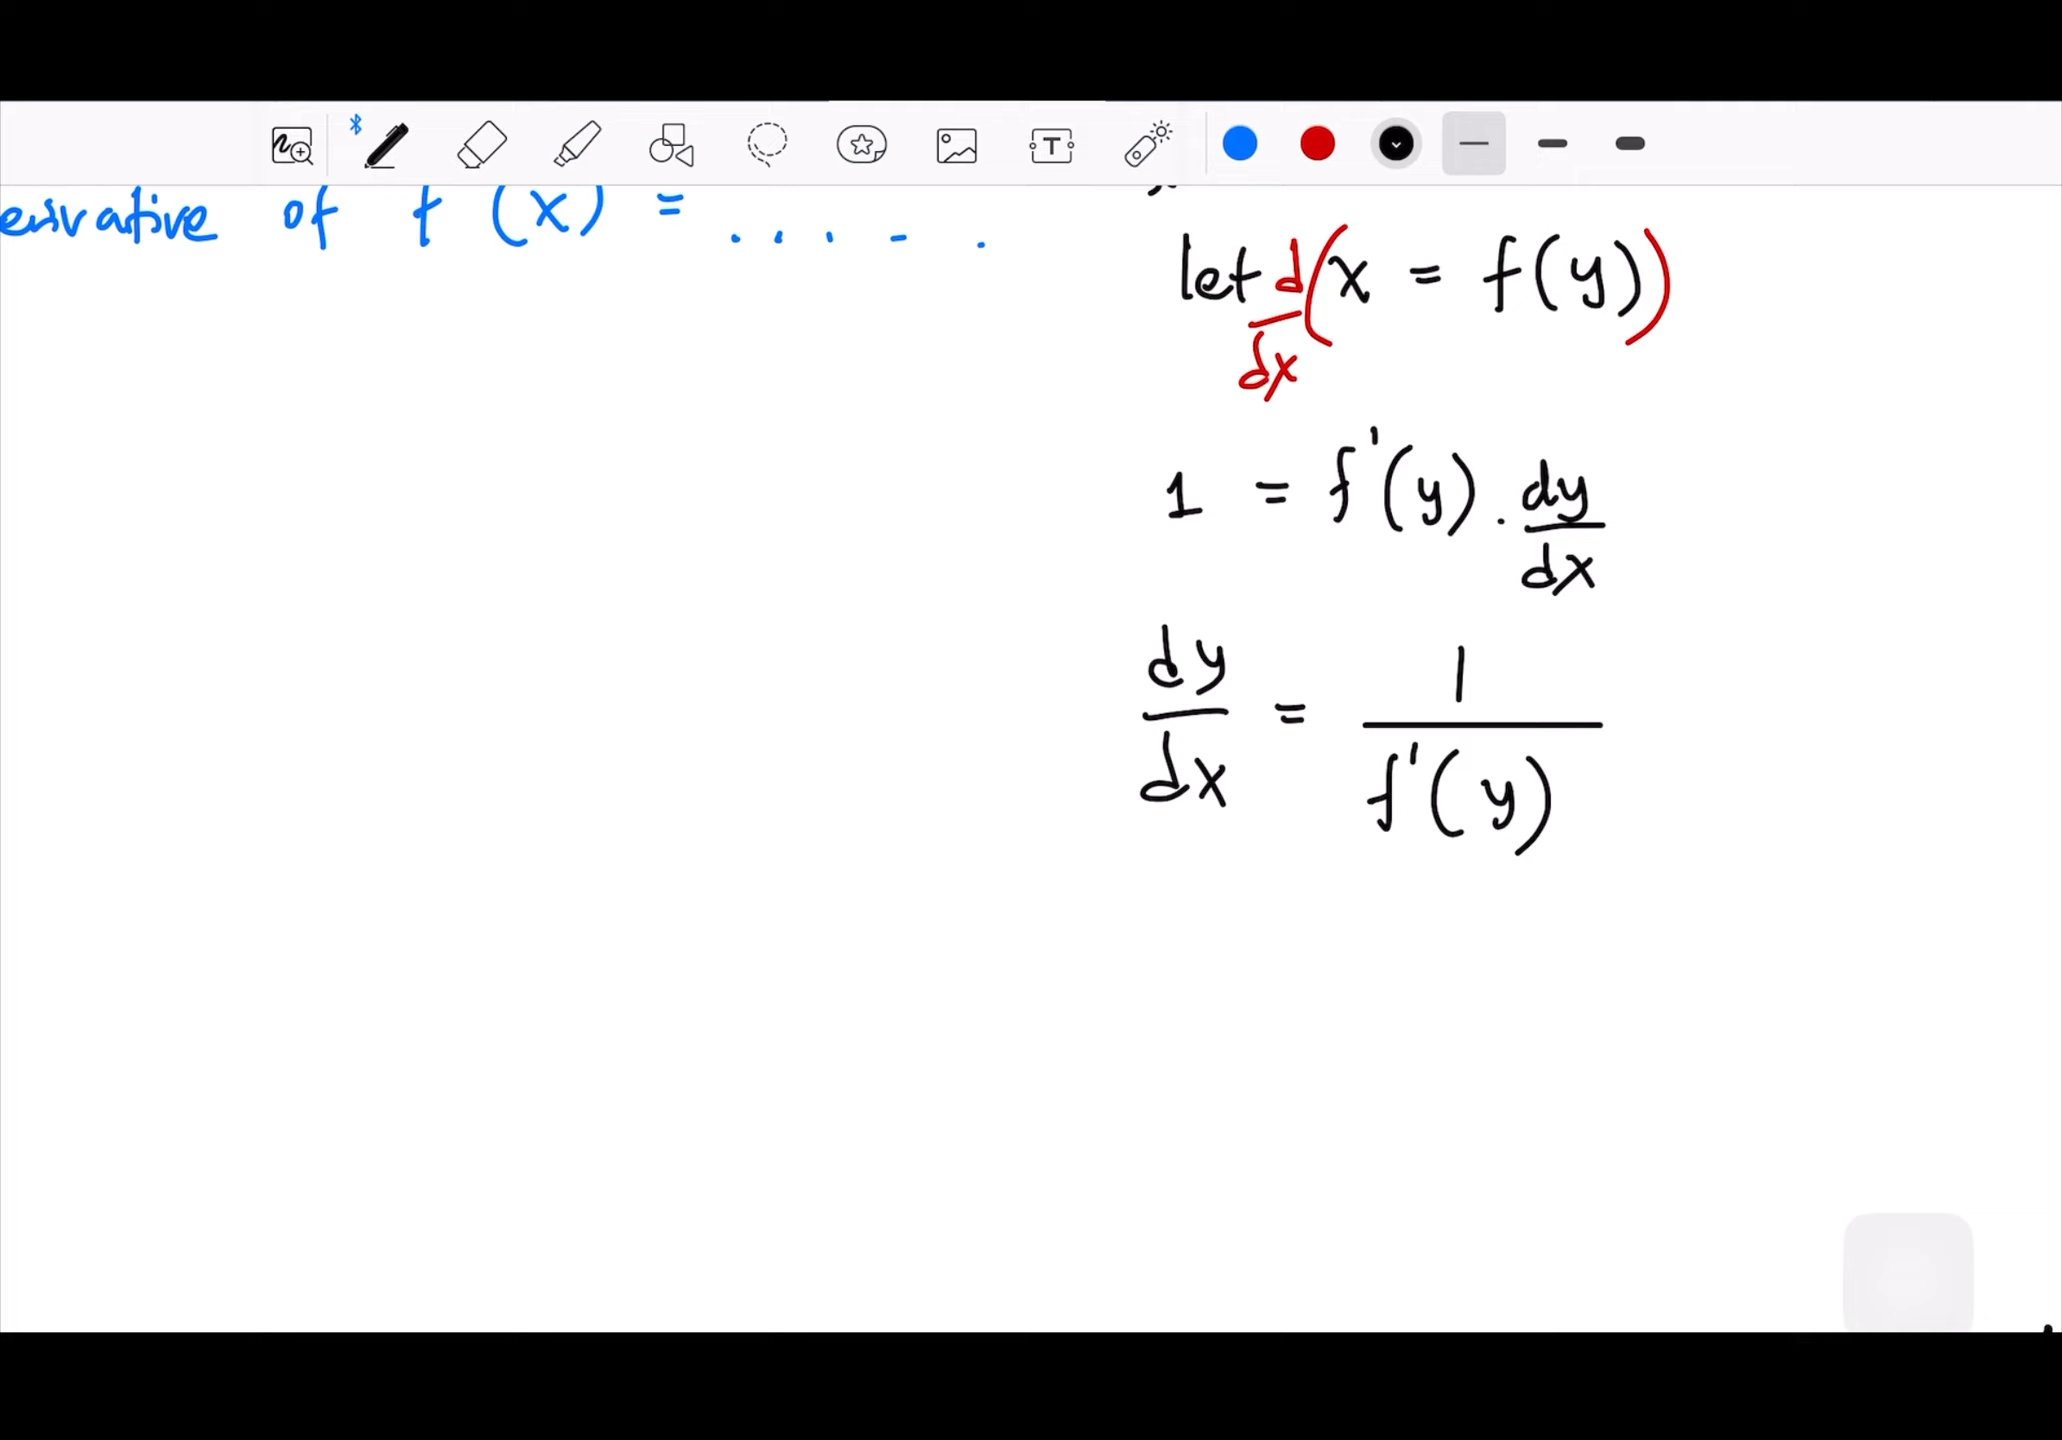 erivative of f (x) = . . . . .
let d/dx (x = f(y))
1 = f'(y) . dy/dx
dy/dx = 1/f'(y)